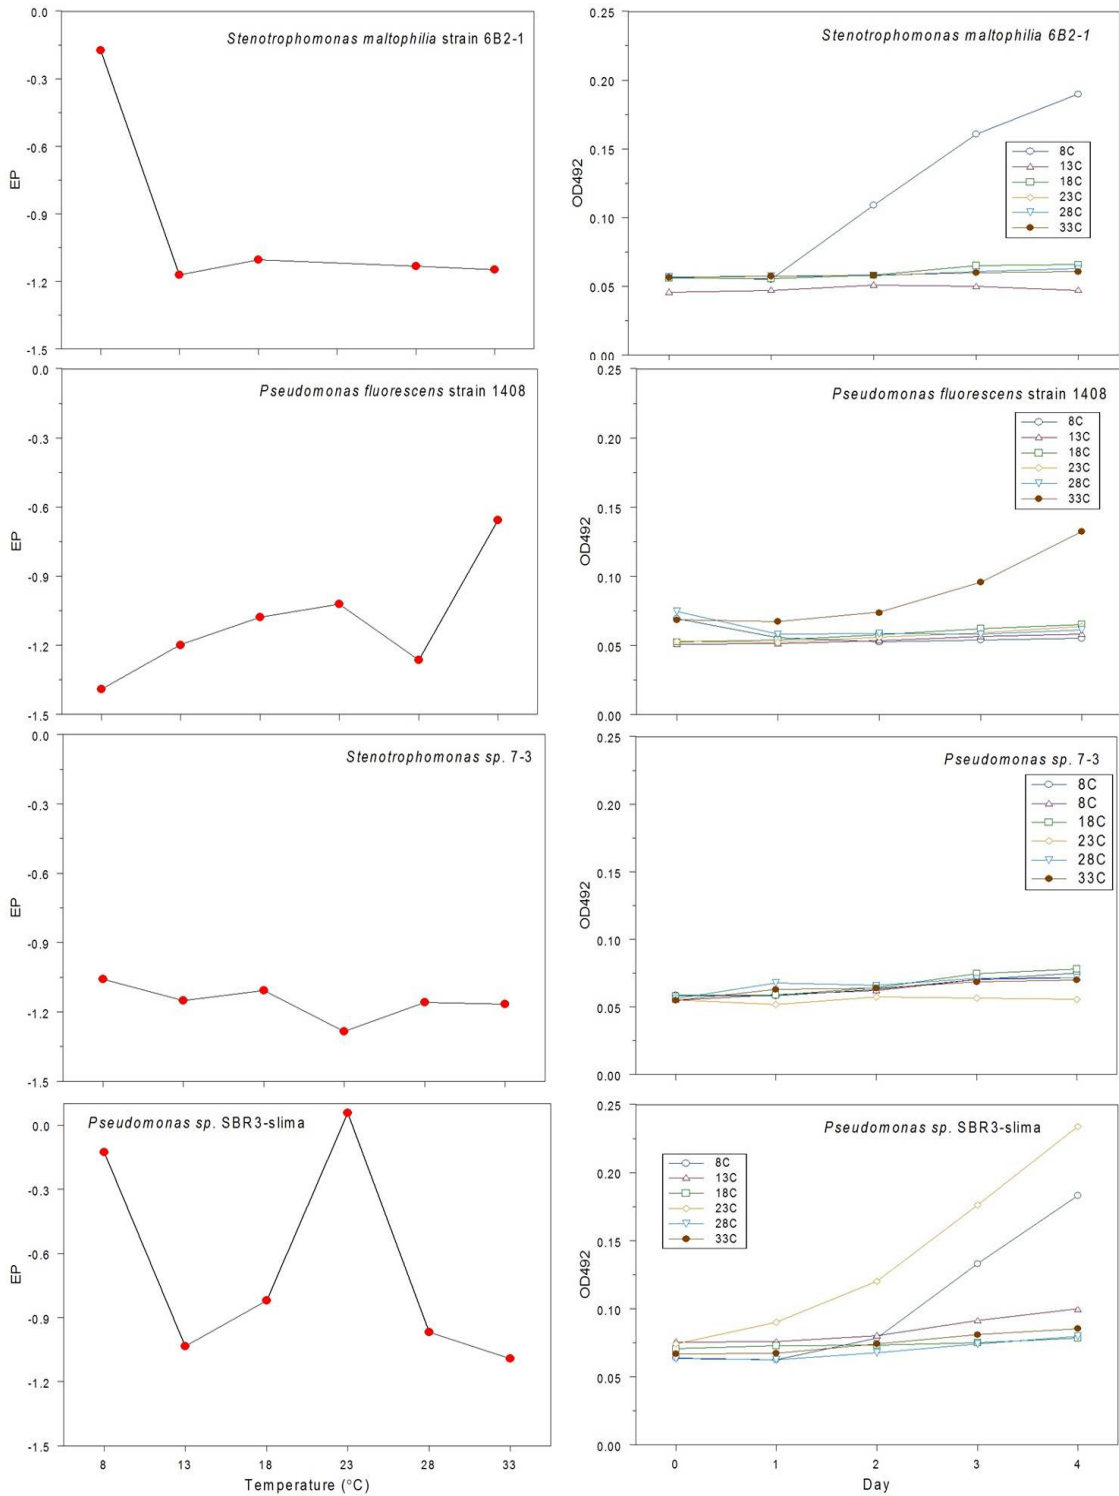 0.0
-0.3
-0.6
-0.9
-1.2
-1.5
EP
Stenotrophomonas maltophilia strain 6B2-1
0.25
0.20
0.15
0.10
0.05
0.00
OD492
Stenotrophomonas maltophilia 6B2-1
8C
13C
18C
23C
28C
33C
0.0
-0.3
-0.6
-0.9
-1.2
-1.5
EP
Pseudomonas fluorescens strain 1408
0.25
0.20
0.15
0.10
0.05
0.00
OD492
Pseudomonas fluorescens strain 1408
8C
13C
18C
23C
28C
33C
0.0
-0.3
-0.6
-0.9
-1.2
-1.5
EP
Stenotrophomonas sp. 7-3
0.25
0.20
0.15
0.10
0.05
0.00
OD492
Pseudomonas sp. 7-3
8C
8C
18C
23C
28C
33C
0.0
-0.3
-0.6
-0.9
-1.2
-1.5
EP
Pseudomonas sp. SBR3-slima
8 13 18 23 28 33
Temperature (°C)
0.25
0.20
0.15
0.10
0.05
0.00
OD492
Pseudomonas sp. SBR3-slima
8C
13C
18C
23C
28C
33C
0 1 2 3 4
Day